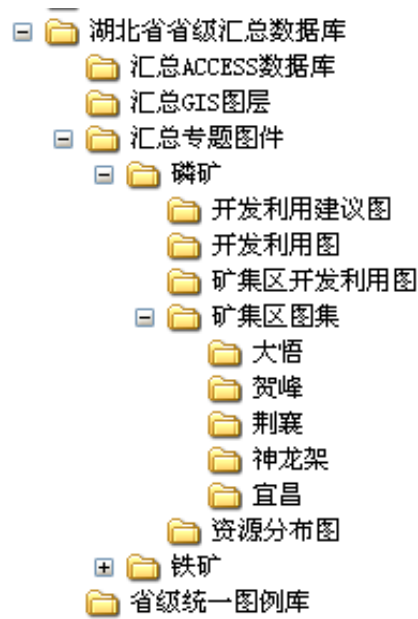 湖北省省级汇总数据库
汇总ACCESS数据库
汇总GIS图层
汇总专题图件
磷矿
开发利用建议图
开发利用图
矿集区开发利用图
矿集区图集
大悟
贺峰
荆襄
神龙架
宜昌
资源分布图
铁矿
省级统一图例库